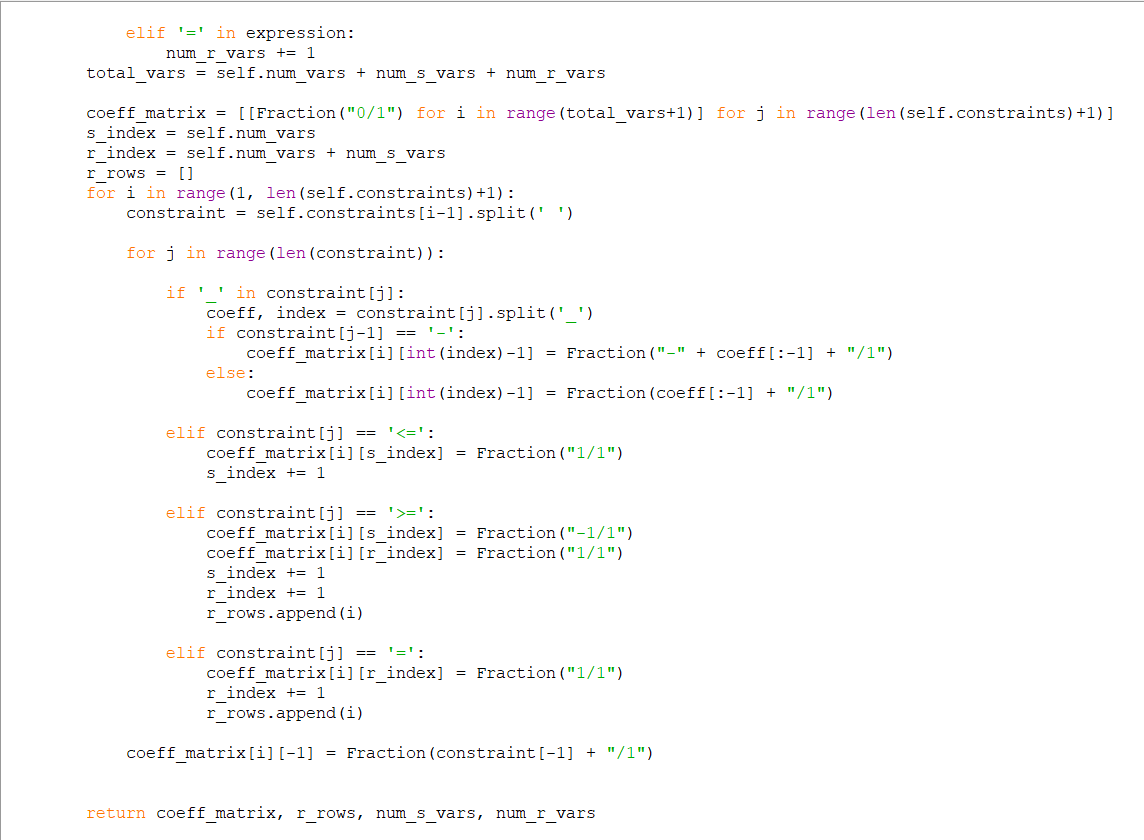 elif '=' in expression:
                num_r_vars += 1
        total_vars = self.num_vars + num_s_vars + num_r_vars

        coeff_matrix = [[Fraction("0/1") for i in range(total_vars+1)] for j in range(len(self.constraints)+1)]
        s_index = self.num_vars
        r_index = self.num_vars + num_s_vars
        r_rows = []
        for i in range(1, len(self.constraints)+1):
            constraint = self.constraints[i-1].split(' ')

            for j in range(len(constraint)):

                if '_' in constraint[j]:
                    coeff, index = constraint[j].split('_')
                    if constraint[j-1] == '-':
                        coeff_matrix[i][int(index)-1] = Fraction("-" + coeff[:-1] + "/1")
                    else:
                        coeff_matrix[i][int(index)-1] = Fraction(coeff[:-1] + "/1")

                elif constraint[j] == '<=':
                    coeff_matrix[i][s_index] = Fraction("1/1")
                    s_index += 1

                elif constraint[j] == '>=':
                    coeff_matrix[i][s_index] = Fraction("-1/1")
                    coeff_matrix[i][r_index] = Fraction("1/1")
                    s_index += 1
                    r_index += 1
                    r_rows.append(i)

                elif constraint[j] == '=':
                    coeff_matrix[i][r_index] = Fraction("1/1")
                    r_index += 1
                    r_rows.append(i)

            coeff_matrix[i][-1] = Fraction(constraint[-1] + "/1")


        return coeff_matrix, r_rows, num_s_vars, num_r_vars